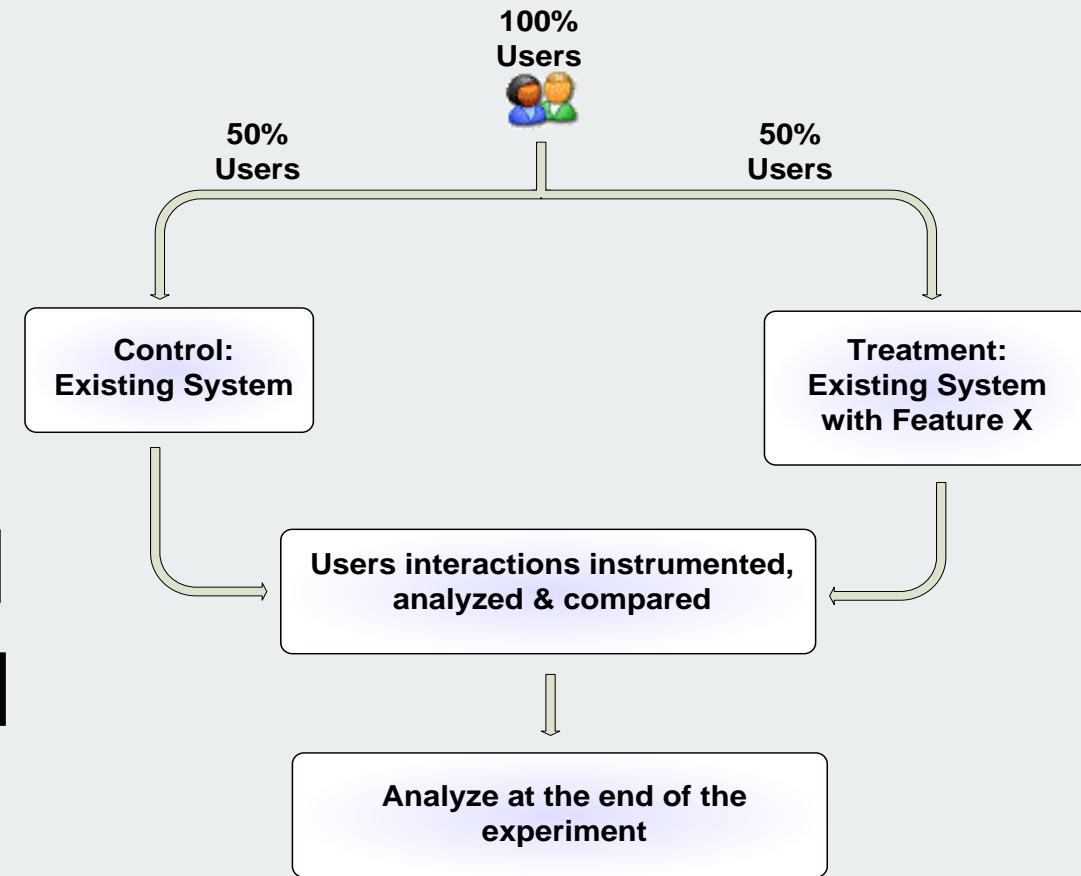 100%
Users
50%
Users
50%
Users
Control:
Existing System
Treatment:
Existing System
with Feature X
Users interactions instrumented,
analyzed & compared
Analyze at the end of the
experiment